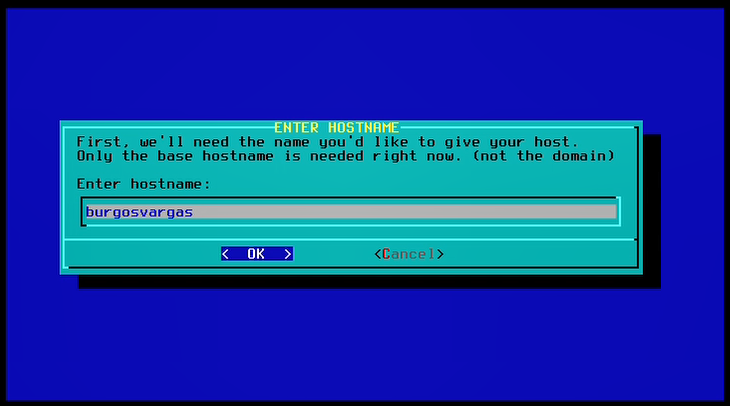 ENTER HOSTNAME
First, we'll need the name you'd like to give your host.
Only the base hostname is needed right now. (not the domain)
Enter hostname:
burgosvargas
< OK > <Cancel>